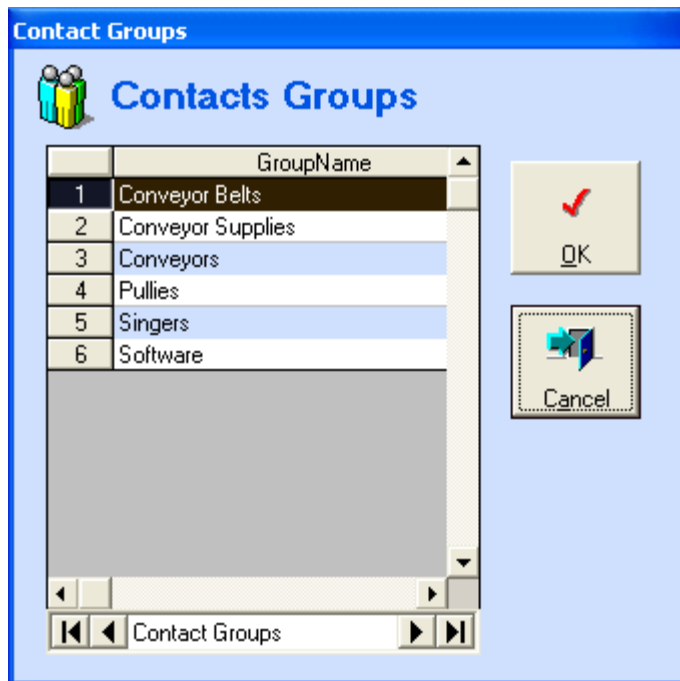 Contact Groups
Contacts Groups
GroupName
1 Conveyor Belts
2 Conveyor Supplies
3 Conveyors
4 Pullies
5 Singers
6 Software
OK
Cancel
Contact Groups